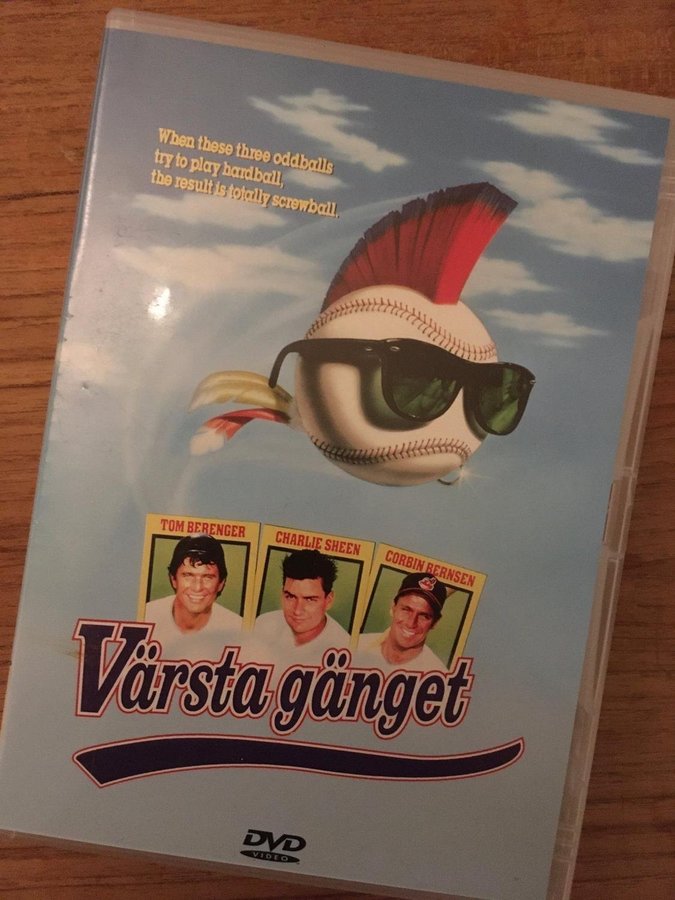 When these three oddballs
try to play hardball,
the result is totally screwball.
TOM BERENGER
CHARLIE SHEEN
CORBIN BERNSEN
Värsta gänget
DVD
VIDEO